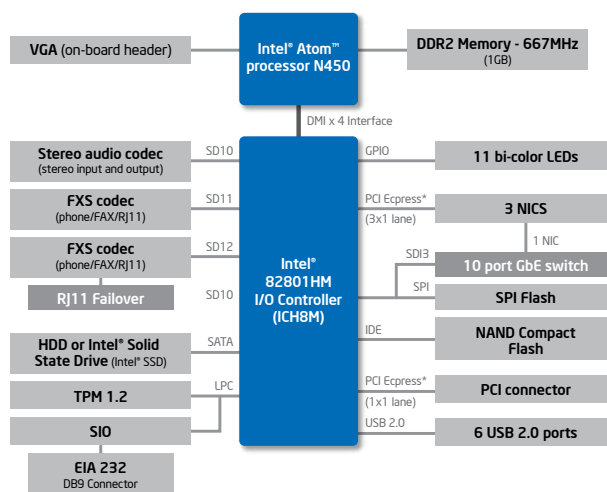 VGA (on-board header)
Intel® Atom™
processor N450
DDR2 Memory - 667MHz
(1GB)
DMI x 4 Interface
Stereo audio codec
(stereo input and output)
SD10
GPIO
11 bi-color LEDs
FXS codec
(phone/FAX/RJ11)
SD11
PCI Ecpress*
(3x1 lane)
3 NICS
FXS codec
(phone/FAX/RJ11)
SD12
1 NIC
SDI3
10 port GbE switch
RJ11 Failover
SD10
Intel®
82801HM
I/O Controller
(ICH8M)
SPI
SPI Flash
HDD or Intel® Solid
State Drive (Intel® SSD)
SATA
IDE
NAND Compact
Flash
TPM 1.2
LPC
PCI Ecpress*
(1x1 lane)
PCI connector
SIO
USB 2.0
6 USB 2.0 ports
EIA 232
DB9 Connector